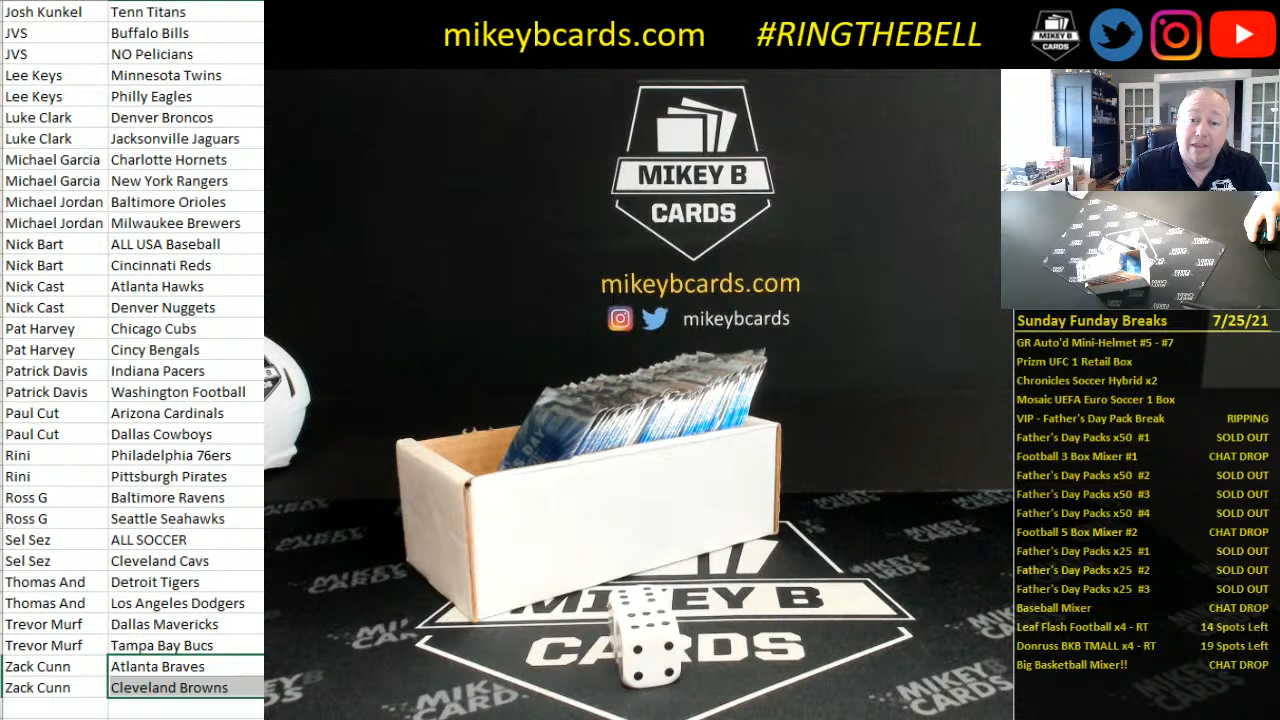 Josh Kunkel Tenn Titans
JVS Buffalo Bills
JVS NO Pelicians
Lee Keys Minnesota Twins
Lee Keys Philly Eagles
Luke Clark Denver Broncos
Luke Clark Jacksonville Jaguars
Michael Garcia Charlotte Hornets
Michael Garcia New York Rangers
Michael Jordan Baltimore Orioles
Michael Jordan Milwaukee Brewers
Nick Bart ALL USA Baseball
Nick Bart Cincinnati Reds
Nick Cast Atlanta Hawks
Nick Cast Denver Nuggets
Pat Harvey Chicago Cubs
Pat Harvey Cincy Bengals
Patrick Davis Indiana Pacers
Patrick Davis Washington Football
Paul Cut Arizona Cardinals
Paul Cut Dallas Cowboys
Rini Philadelphia 76ers
Rini Pittsburgh Pirates
Ross G Baltimore Ravens
Ross G Seattle Seahawks
Sel Sez ALL SOCCER
Sel Sez Cleveland Cavs
Thomas And Detroit Tigers
Thomas And Los Angeles Dodgers
Trevor Murf Dallas Mavericks
Trevor Murf Tampa Bay Bucs
Zack Cunn Atlanta Braves
Zack Cunn Cleveland Browns
mikeybcards.com #RINGTHEBELL
MIKEY B
CARDS
MIKEY B
CARDS
mikeybcards.com
mikeybcards
MIKEY B
CARDS
Sunday Funday Breaks 7/25/21
GR Auto'd Mini-Helmet #5 - #7
Prizm UFC 1 Retail Box
Chronicles Soccer Hybrid x2
Mosaic UEFA Euro Soccer 1 Box
VIP - Father's Day Pack Break RIPPING
Father's Day Packs x50 #1 SOLD OUT
Football 3 Box Mixer #1 CHAT DROP
Father's Day Packs x50 #2 SOLD OUT
Father's Day Packs x50 #3 SOLD OUT
Father's Day Packs x50 #4 SOLD OUT
Football 5 Box Mixer #2 CHAT DROP
Father's Day Packs x25 #1 SOLD OUT
Father's Day Packs x25 #2 SOLD OUT
Father's Day Packs x25 #3 SOLD OUT
Baseball Mixer CHAT DROP
Leaf Flash Football x4 - RT 14 Spots Left
Donruss BKB TMALL x4 - RT 19 Spots Left
Big Basketball Mixer!! CHAT DROP